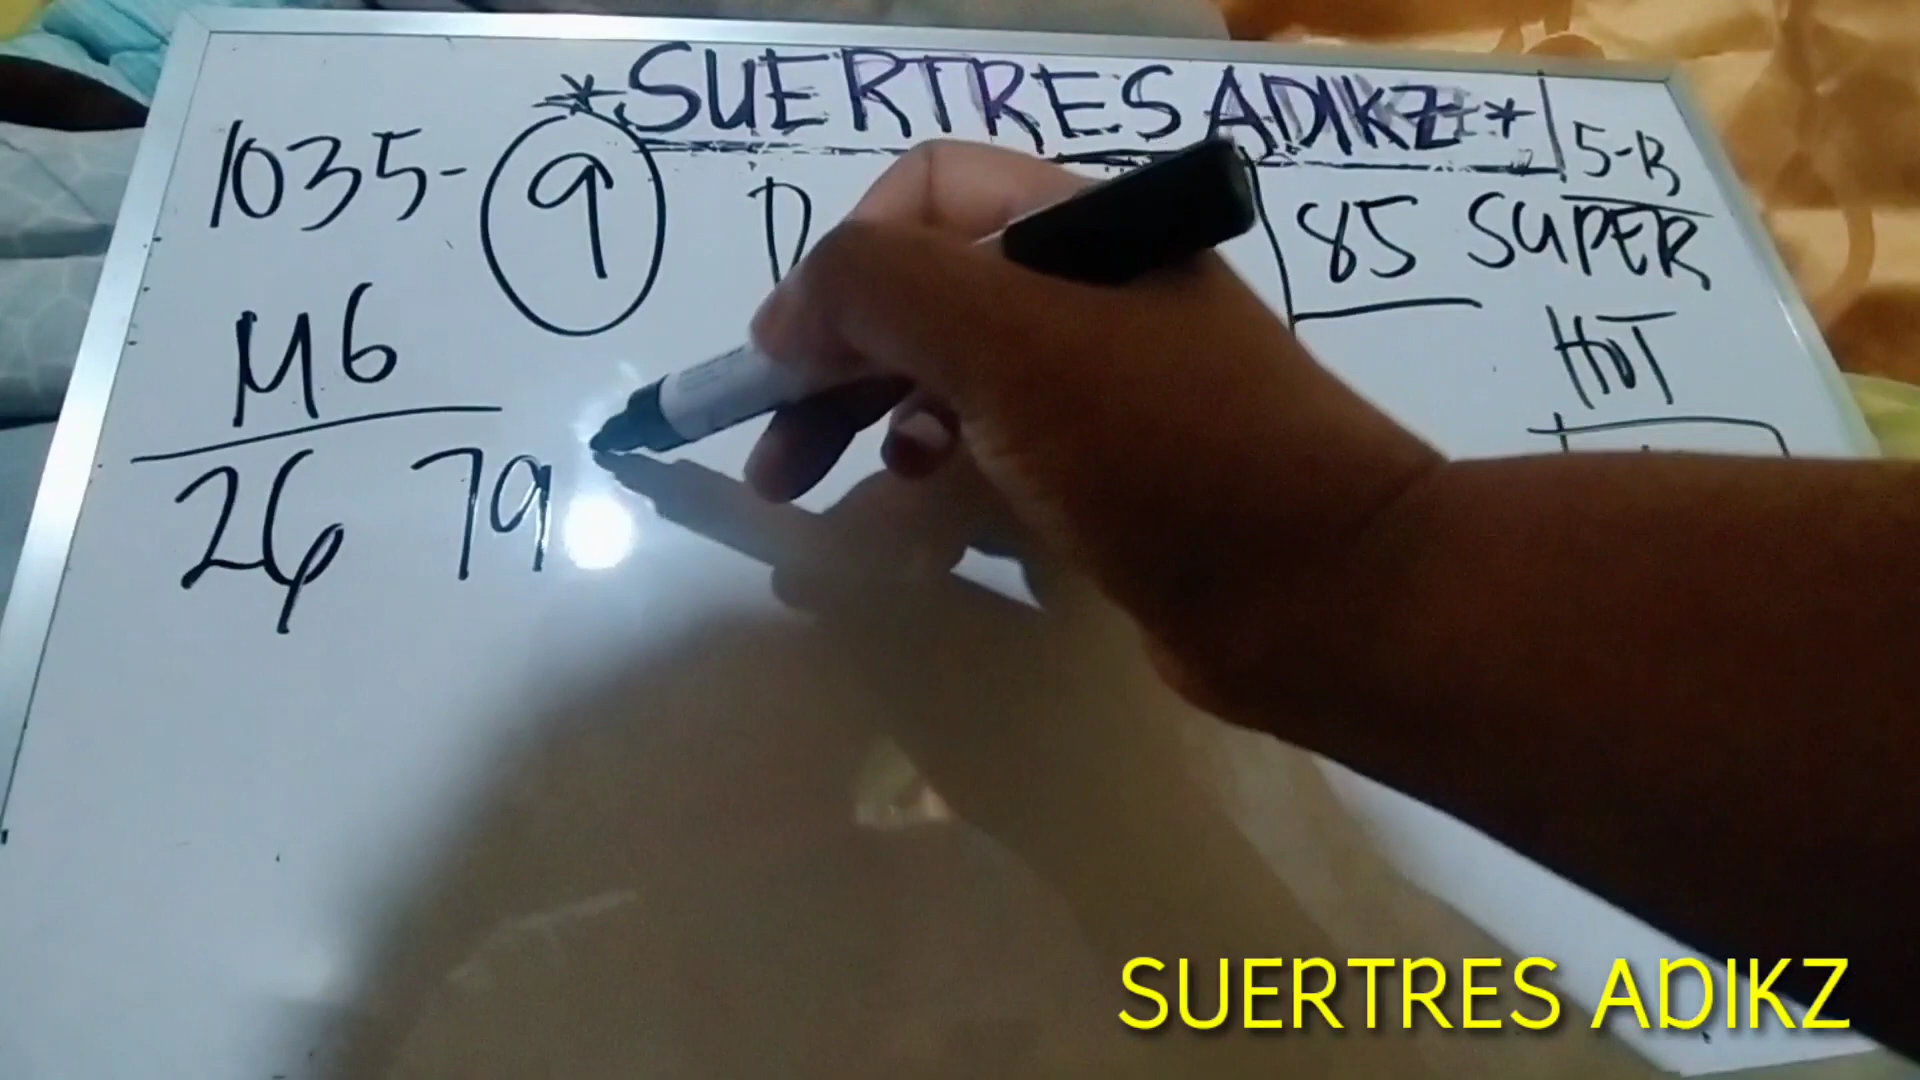 *SUERTRES ADIKZ*
5-B
1035- 9
85 SUPER
HOT
M6
26 79
SUERTRES ADIKZ